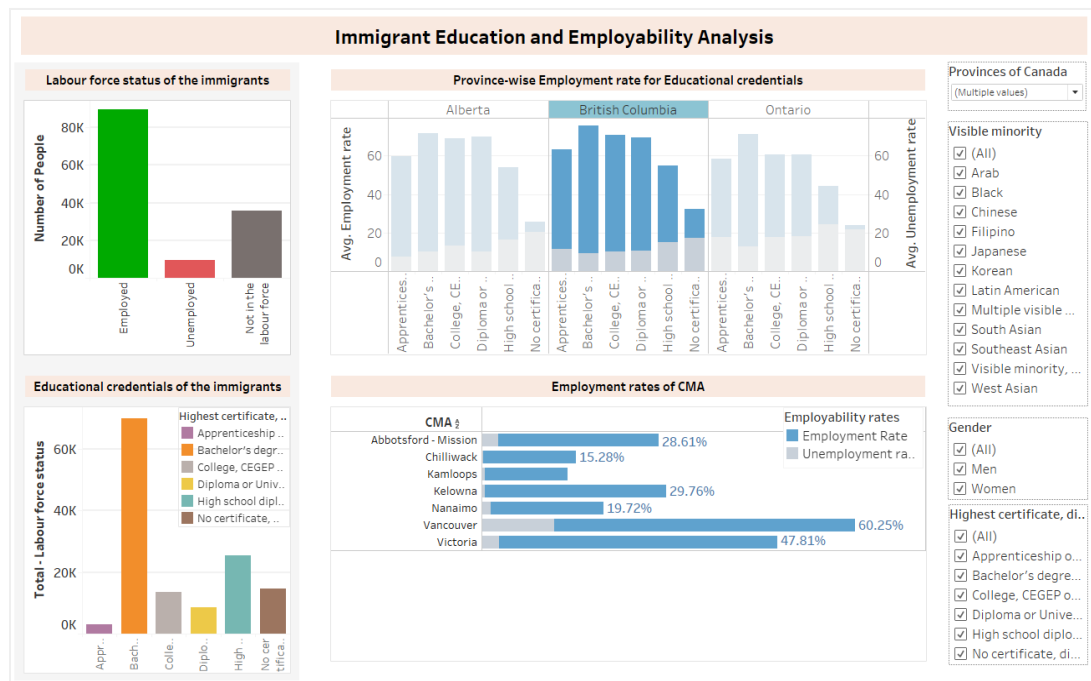 Immigrant Education and Employability Analysis
Labour force status of the immigrants
Number of People
80K
60K
40K
20K
0K
Employed
Unemployed
Not in the
labour force
Province-wise Employment rate for Educational credentials
Alberta
British Columbia
Ontario
Avg. Employment rate
60
40
20
0
60
40
20
0
Avg. Unemployment rate
Apprentices..
Bachelor's ..
College, CE..
Diploma or ..
High school ..
No certifica..
Apprentices..
Bachelor's ..
College, CE..
Diploma or ..
High school ..
No certifica..
Apprentices..
Bachelor's ..
College, CE..
Diploma or ..
High school ..
No certifica..
Provinces of Canada
(Multiple values)
Visible minority
(All)
Arab
Black
Chinese
Filipino
Japanese
Korean
Latin American
Multiple visible ...
South Asian
Southeast Asian
Visible minority, ...
West Asian
Educational credentials of the immigrants
Total - Labour force status
60K
40K
20K
0K
Highest certificate, ..
Apprenticeship ..
Bachelor's degr..
College, CEGEP ..
Diploma or Univ..
High school dipl..
No certificate, ..
Appr..
Bach..
Colle..
Diplo..
High ..
No cer
tifica..
Employment rates of CMA
CMA
Abbotsford - Mission
28.61%
Chilliwack
15.28%
Kamloops
Kelowna
29.76%
Nanaimo
19.72%
Vancouver
60.25%
Victoria
47.81%
Employability rates
Employment Rate
Unemployment ra..
Gender
(All)
Men
Women
Highest certificate, di..
(All)
Apprenticeship o...
Bachelor's degre...
College, CEGEP o...
Diploma or Unive...
High school diplo...
No certificate, di...